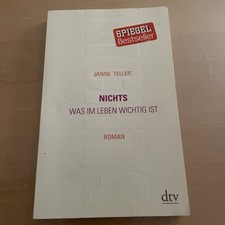 SPIEGEL
Bestseller
JANNE TELLER
NICHTS
WAS IM LEBEN WICHTIG IST
ROMAN
dtv